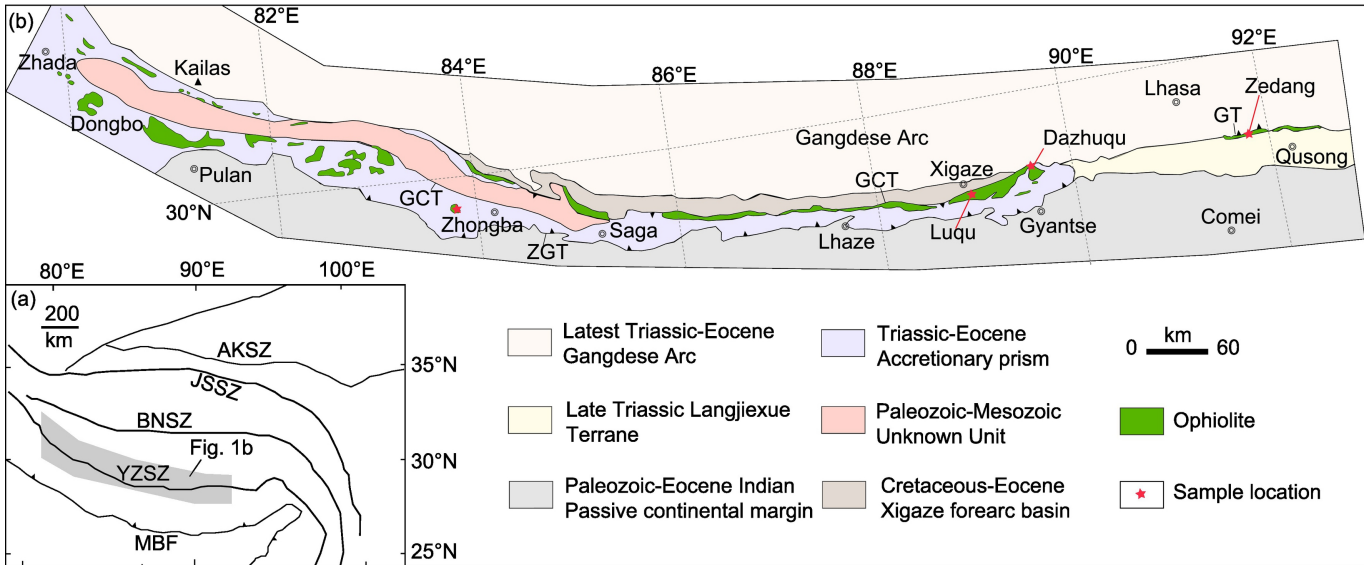 (b)
82°E
92°E
Zhada
Kailas
84°E
86°E
88°E
90°E
Lhasa
Zedang
GT
Dongbo
Gangdese Arc
Dazhuqu
Pulan
Xigaze
Qusong
30°N
GCT
GCT
Zhongba
Saga
ZGT
Lhaze
Luqu
Gyantse
Comei
80°E
90°E
100°E
(a)
200
km
AKSZ
35°N
JSSZ
BNSZ
Fig. 1b
YZSZ
30°N
MBF
25°N
Latest Triassic-Eocene
Gangdese Arc
Triassic-Eocene
Accretionary prism
km
0
60
Late Triassic Langjiexue
Terrane
Paleozoic-Mesozoic
Unknown Unit
Ophiolite
Paleozoic-Eocene Indian
Passive continental margin
Cretaceous-Eocene
Xigaze forearc basin
Sample location